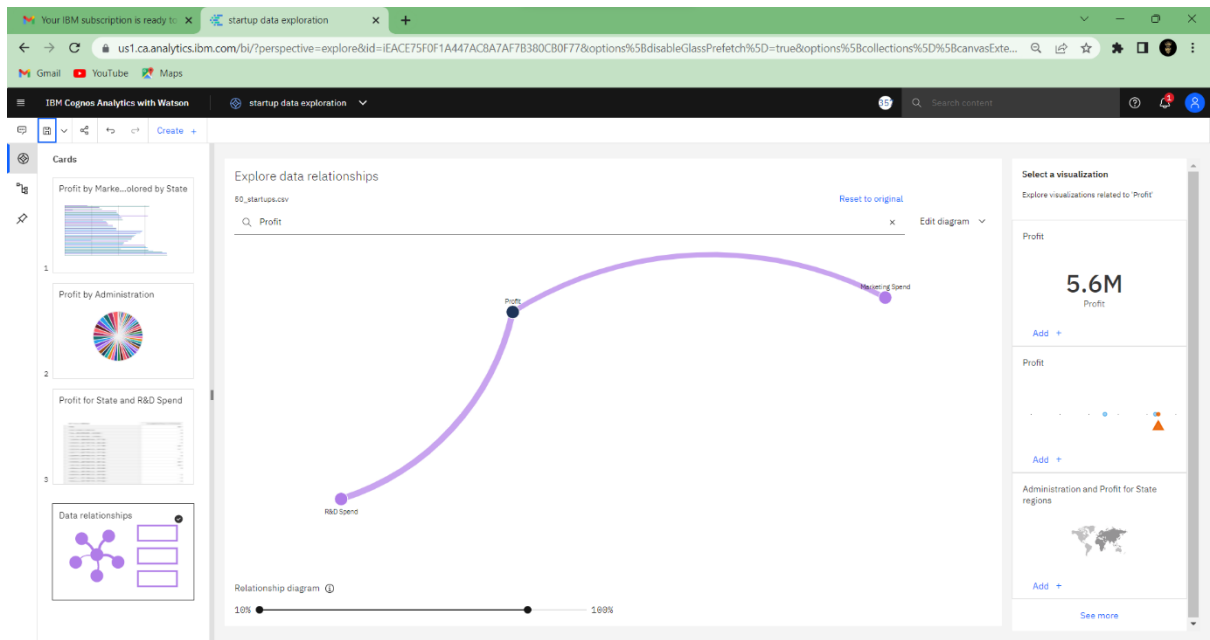 Your IBM subscription is ready to
startup data exploration
us1.ca.analytics.ibm.com/bi/?perspective=explore&id=iEACE75F0F1A447AC8A7AF7B380CB0F77&options%5BdisableGlassPrefetch%5D=true&options%5Bcollections%5D%5BcanvasExte...
Gmail YouTube Maps
IBM Cognos Analytics with Watson
startup data exploration
Search content
1
Create +
Cards
Profit by Marke...olored by State
1
Profit by Administration
2
Profit for State and R&D Spend
3
Data relationships
Explore data relationships
50_startups.csv
Reset to original
Profit
Edit diagram
Profit
Marketing Spend
R&D Spend
Relationship diagram
10%
100%
Select a visualization
Explore visualizations related to 'Profit'
Profit
5.6M
Profit
Add +
Profit
Add +
Administration and Profit for State
regions
Add +
See more